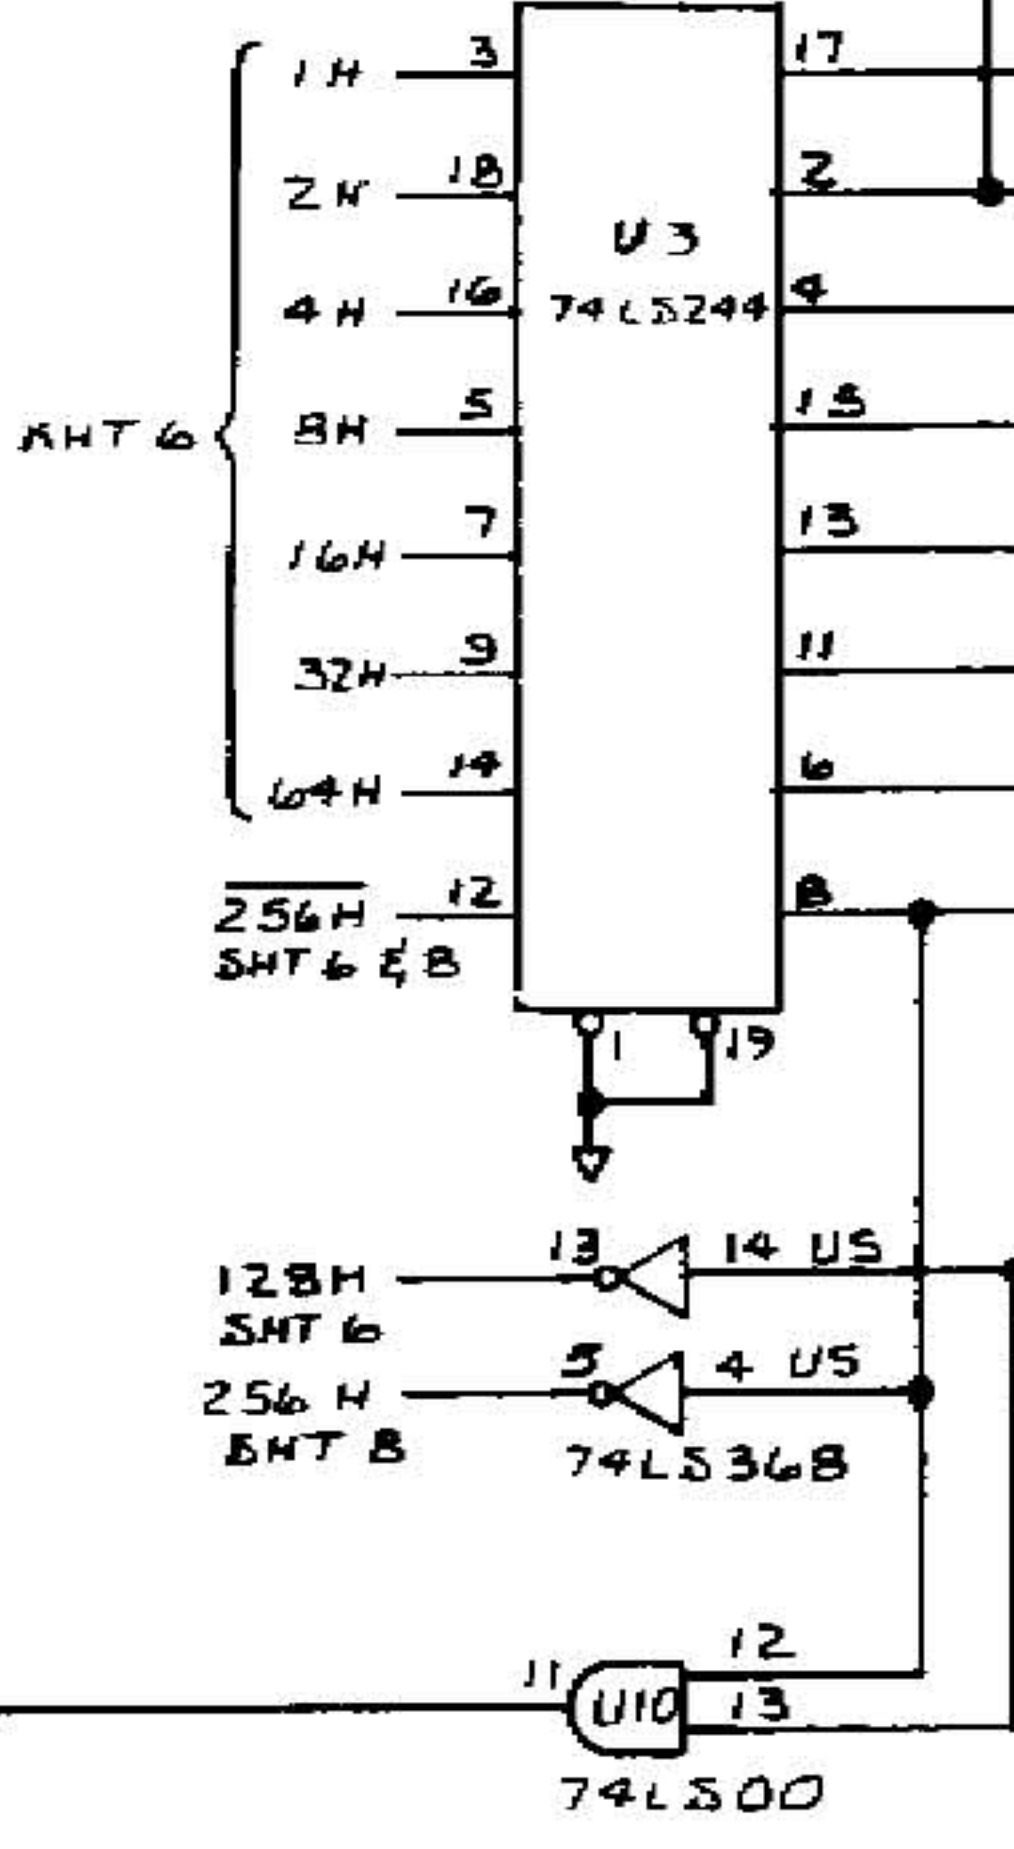 3 17
1H
18 2
2H
U3
16 4
4H 74LS244
5 15
SHT 6 8H
7 13
16H
9 11
32H
14 6
64H
12 8
256H
SHT 6 & 8
1 19
13 14 U5
128H
SHT 6
5 4 U5
256 H
SHT 8 74LS368
12
11 U10 13
74LS00